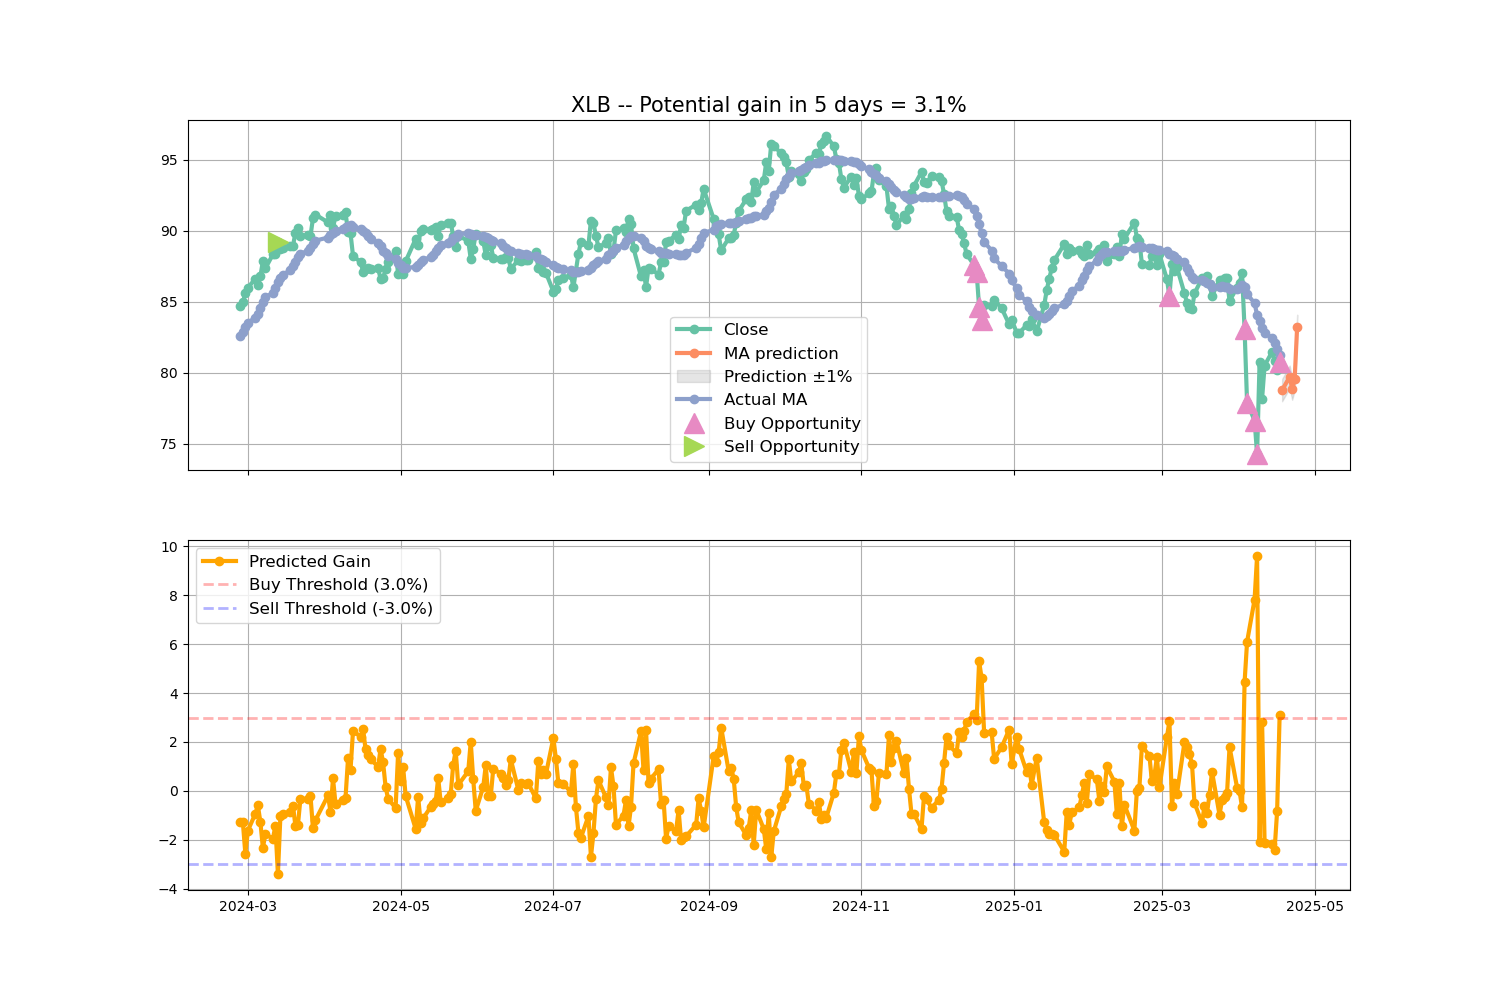 XLB -- Potential gain in 5 days = 3.1%
95
90
85
80
75
Close
MA prediction
Prediction ±1%
Actual MA
Buy Opportunity
Sell Opportunity
10
8
6
4
2
0
−2
−4
Predicted Gain
Buy Threshold (3.0%)
Sell Threshold (-3.0%)
2024-03
2024-05
2024-07
2024-09
2024-11
2025-01
2025-03
2025-05